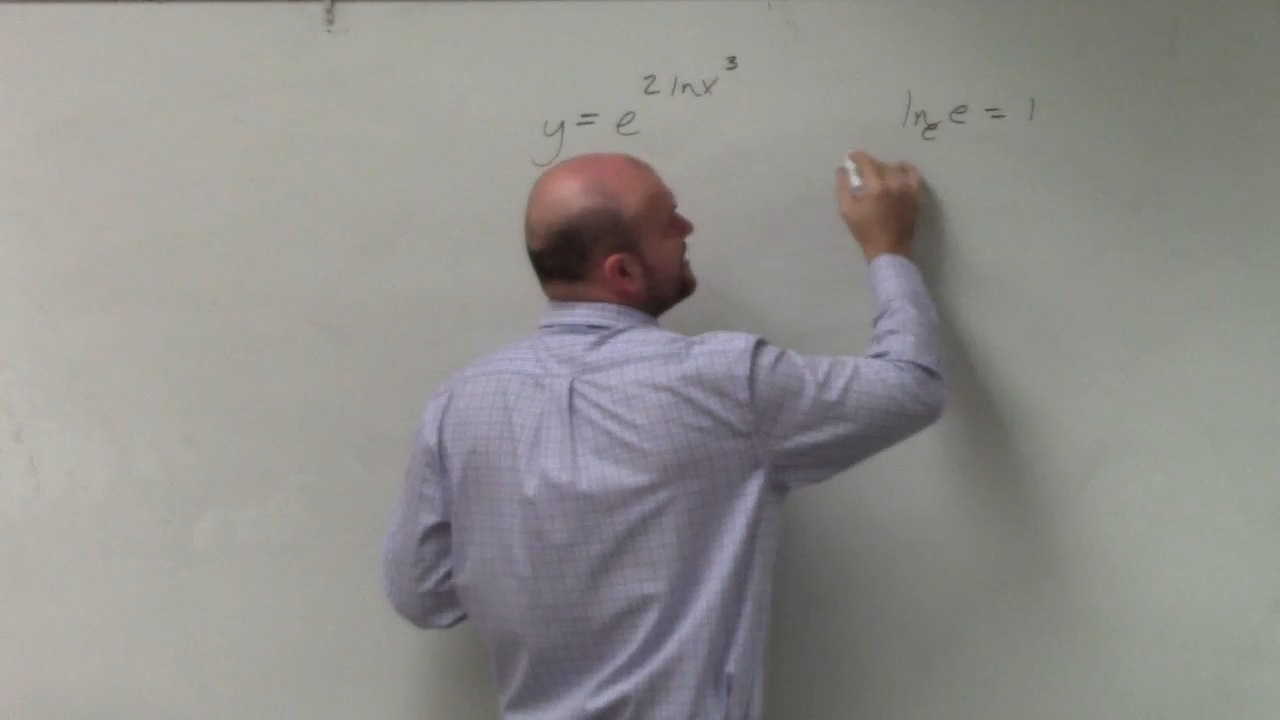 y = e^{2 ln x^3}
ln_e e = 1